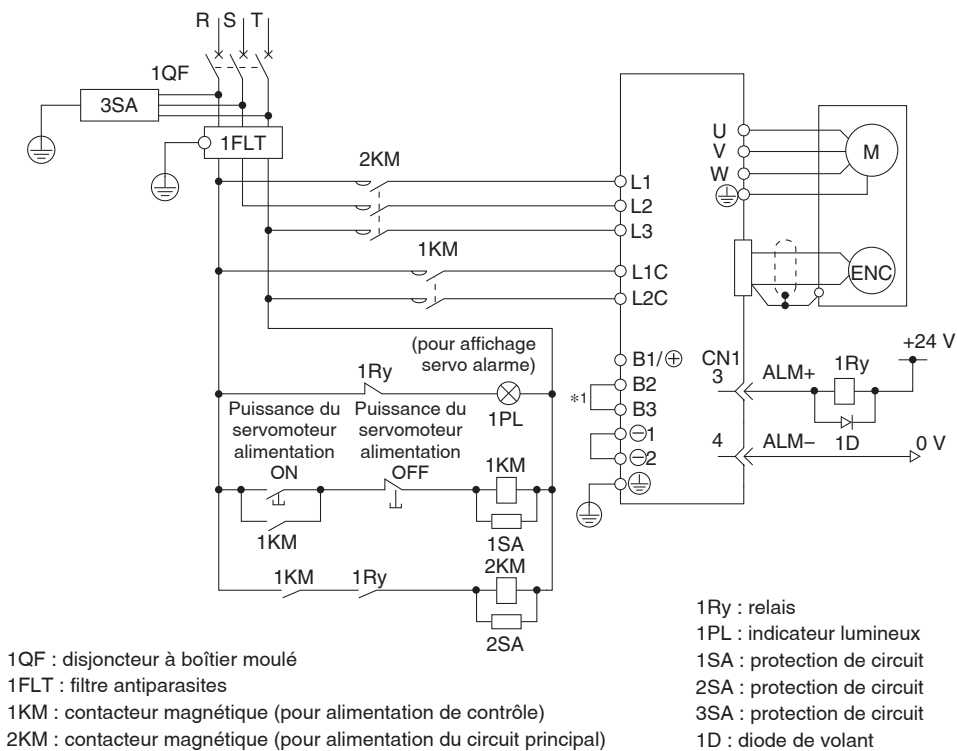 R S T
1QF
3SA
1FLT
2KM
1KM
U
V
W
M
L1
L2
L3
L1C
L2C
ENC
(pour affichage
servo alarme)
1Ry
1PL
B1/⊕
B2
B3
*1
⊖1
⊖2
CN1
3
ALM+
1Ry
+24 V
1D
4
ALM–
0 V
Puissance du
servomoteur
alimentation
ON
Puissance du
servomoteur
alimentation
OFF
1KM
1KM
1SA
1KM
1Ry
2KM
2SA
1QF : disjoncteur à boîtier moulé
1FLT : filtre antiparasites
1KM : contacteur magnétique (pour alimentation de contrôle)
2KM : contacteur magnétique (pour alimentation du circuit principal)
1Ry : relais
1PL : indicateur lumineux
1SA : protection de circuit
2SA : protection de circuit
3SA : protection de circuit
1D : diode de volant